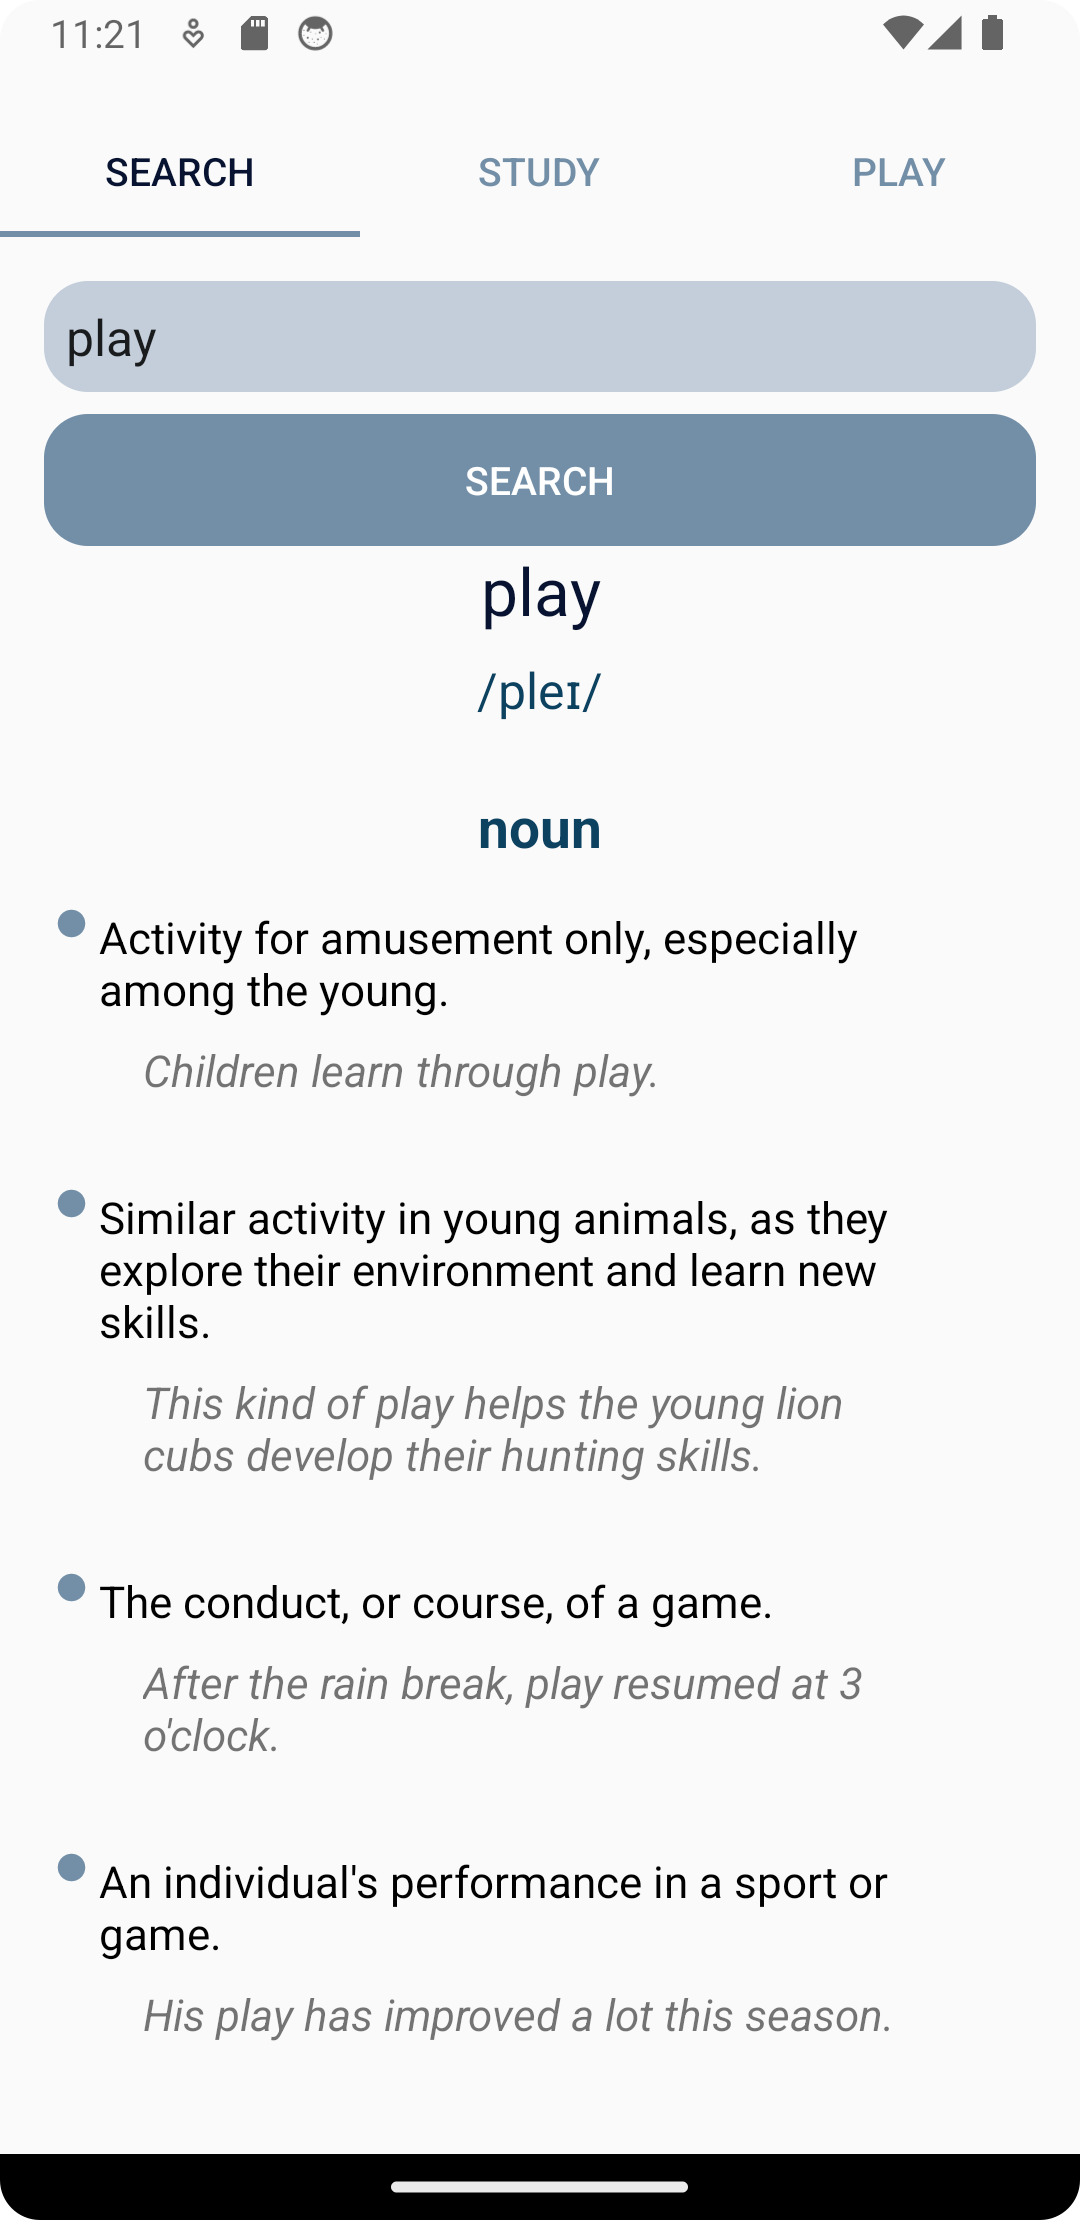 11:21
SEARCH STUDY PLAY
play
SEARCH
play
/pleɪ/
noun
Activity for amusement only, especially
among the young.
Children learn through play.
Similar activity in young animals, as they
explore their environment and learn new
skills.
This kind of play helps the young lion
cubs develop their hunting skills.
The conduct, or course, of a game.
After the rain break, play resumed at 3
o'clock.
An individual's performance in a sport or
game.
His play has improved a lot this season.